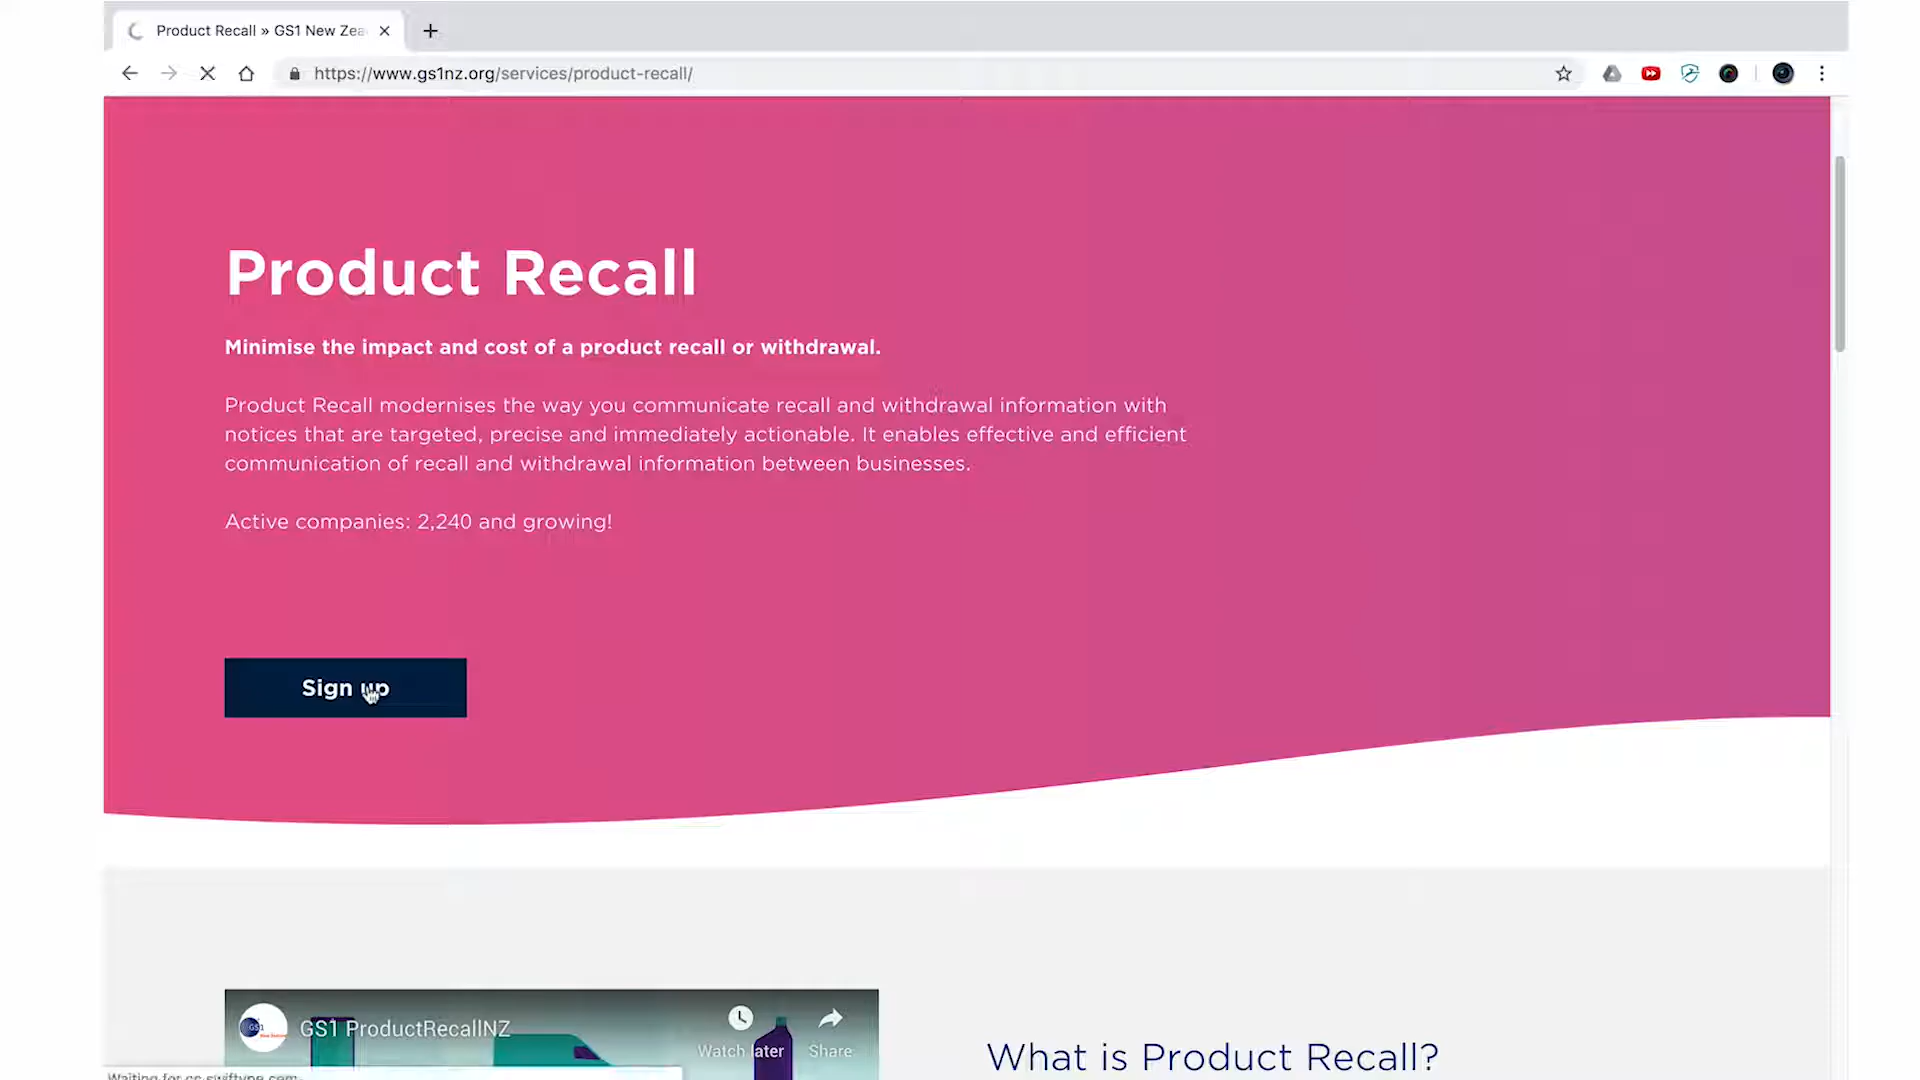 Product Recall » GS1 New Zea
https://www.gs1nz.org/services/product-recall/
Product Recall
Minimise the impact and cost of a product recall or withdrawal.
Product Recall modernises the way you communicate recall and withdrawal information with
notices that are targeted, precise and immediately actionable. It enables effective and efficient
communication of recall and withdrawal information between businesses.
Active companies: 2,240 and growing!
Sign up
GS1
GS1 ProductRecallNZ
Watch later
Share
What is Product Recall?
Waiting for cc.swiftype.com...